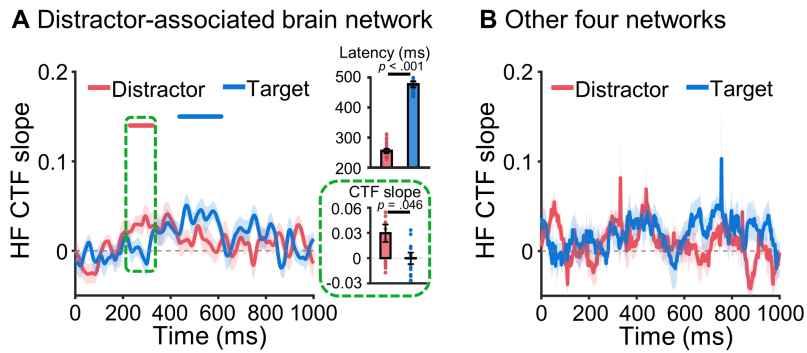 A Distractor-associated brain network
HF CTF slope
0.2
0.1
0
Distractor
Target
0 200 400 600 800 1000
Time (ms)
Latency (ms)
p < .001
500
400
300
200
CTF slope
p = .046
0.06
0.03
0
-0.03
B Other four networks
HF CTF slope
0.2
0.1
0
Distractor
Target
0 200 400 600 800 1000
Time (ms)